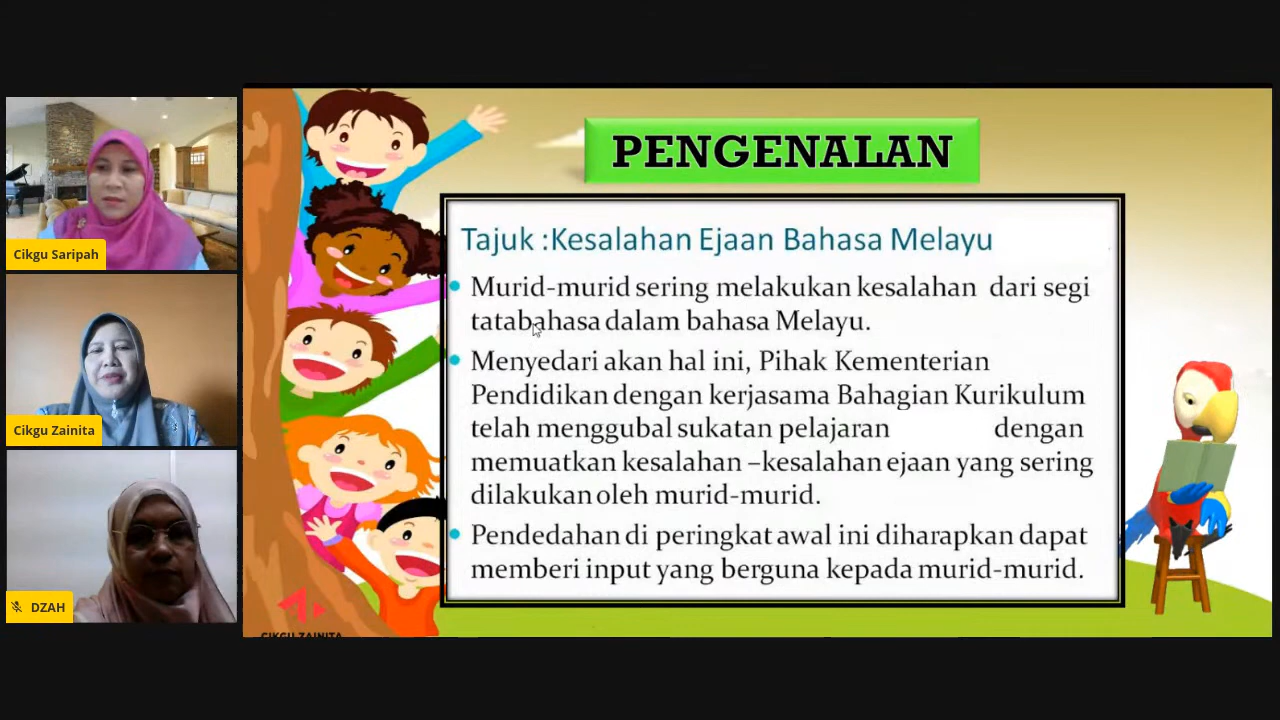 Cikgu Saripah
Cikgu Zainita
DZAH
PENGENALAN
Tajuk :Kesalahan Ejaan Bahasa Melayu
Murid-murid sering melakukan kesalahan dari segi
tatabahasa dalam bahasa Melayu.
Menyedari akan hal ini, Pihak Kementerian
Pendidikan dengan kerjasama Bahagian Kurikulum
telah menggubal sukatan pelajaran dengan
memuatkan kesalahan –kesalahan ejaan yang sering
dilakukan oleh murid-murid.
Pendedahan di peringkat awal ini diharapkan dapat
memberi input yang berguna kepada murid-murid.
CIKGU ZAINITA